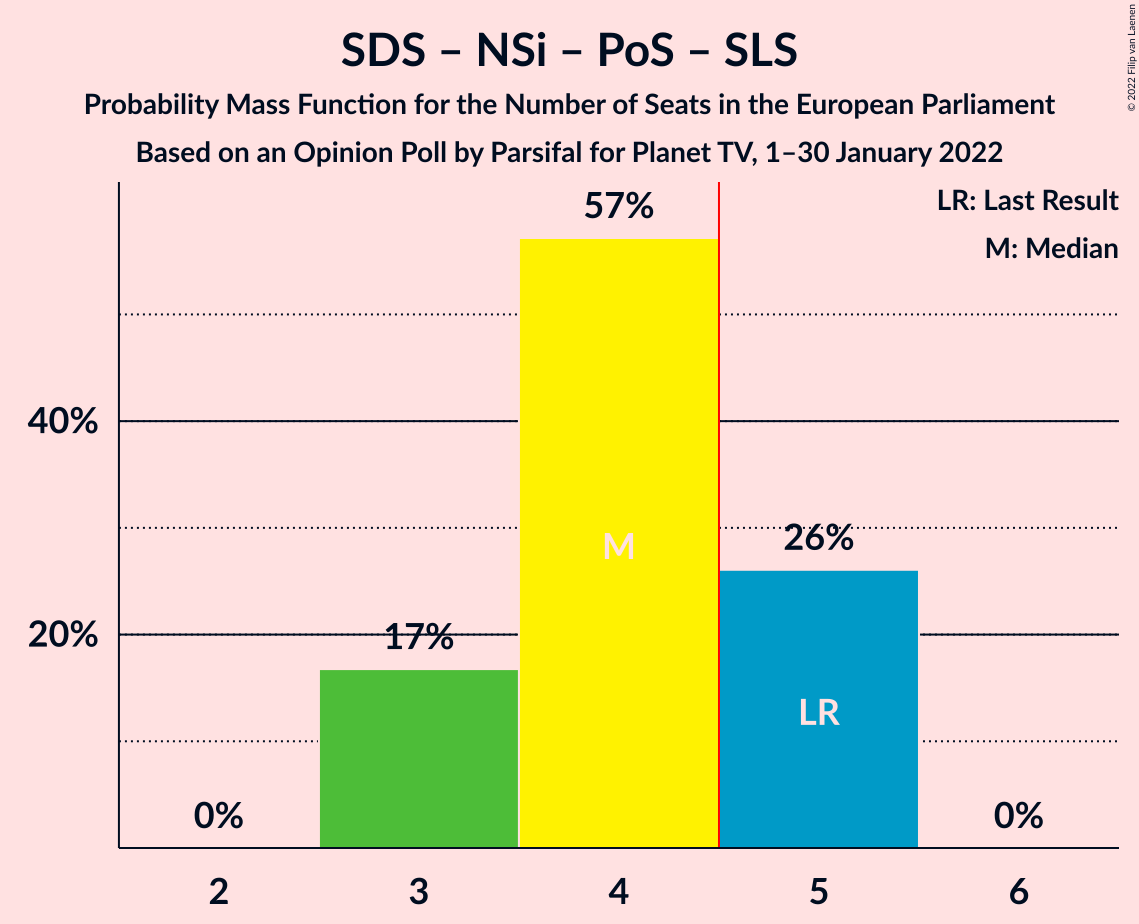 SDS – NSi – PoS – SLS
Probability Mass Function for the Number of Seats in the European Parliament
Based on an Opinion Poll by Parsifal for Planet TV, 1–30 January 2022
© 2022 Filip van Laenen
LR: Last Result
M: Median
57%
40%
M
26%
20%
17%
LR
0%
0%
2
3
4
5
6